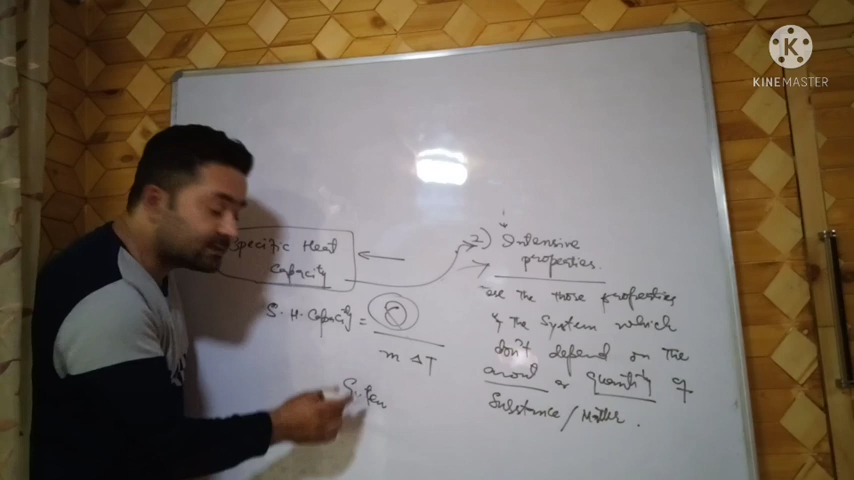 Specific Heat
Capacity
S. H. Capacity =
m ΔT
2) Intensive
properties.
are the those properties
of the System which
don't depend on the
or Quantity of
Substance / Matter.
K
KINEMASTER